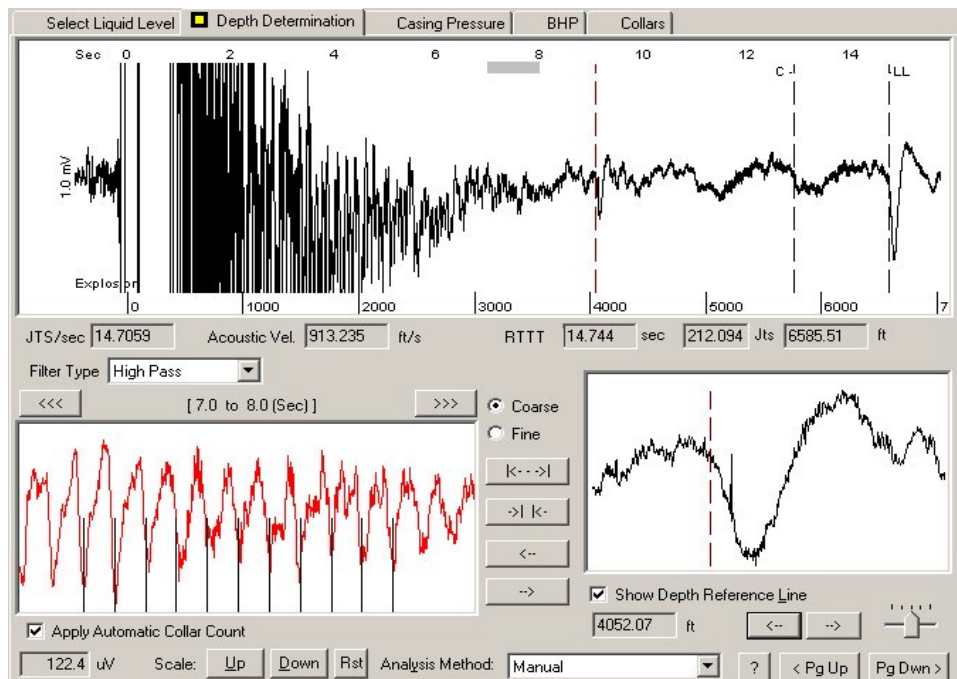 Select Liquid Level Depth Determination Casing Pressure BHP Collars
Sec 0 2 4 6 8 10 12 14
C LL
1.0 mV
Explosion
0 1000 2000 3000 4000 5000 6000 7
JTS/sec 14.7059 Acoustic Vel. 913.235 ft/s RTTT 14.744 sec 212.094 Jts 6585.51 ft
Filter Type High Pass
<<< [ 7.0 to 8.0 (Sec) ] >>>
Coarse
Fine
|<--->|
->| |<-
<--
-->
Show Depth Reference Line
4052.07 ft <-- -->
Apply Automatic Collar Count
122.4 uV Scale: Up Down Rst Analysis Method: Manual ? < Pg Up Pg Dwn >